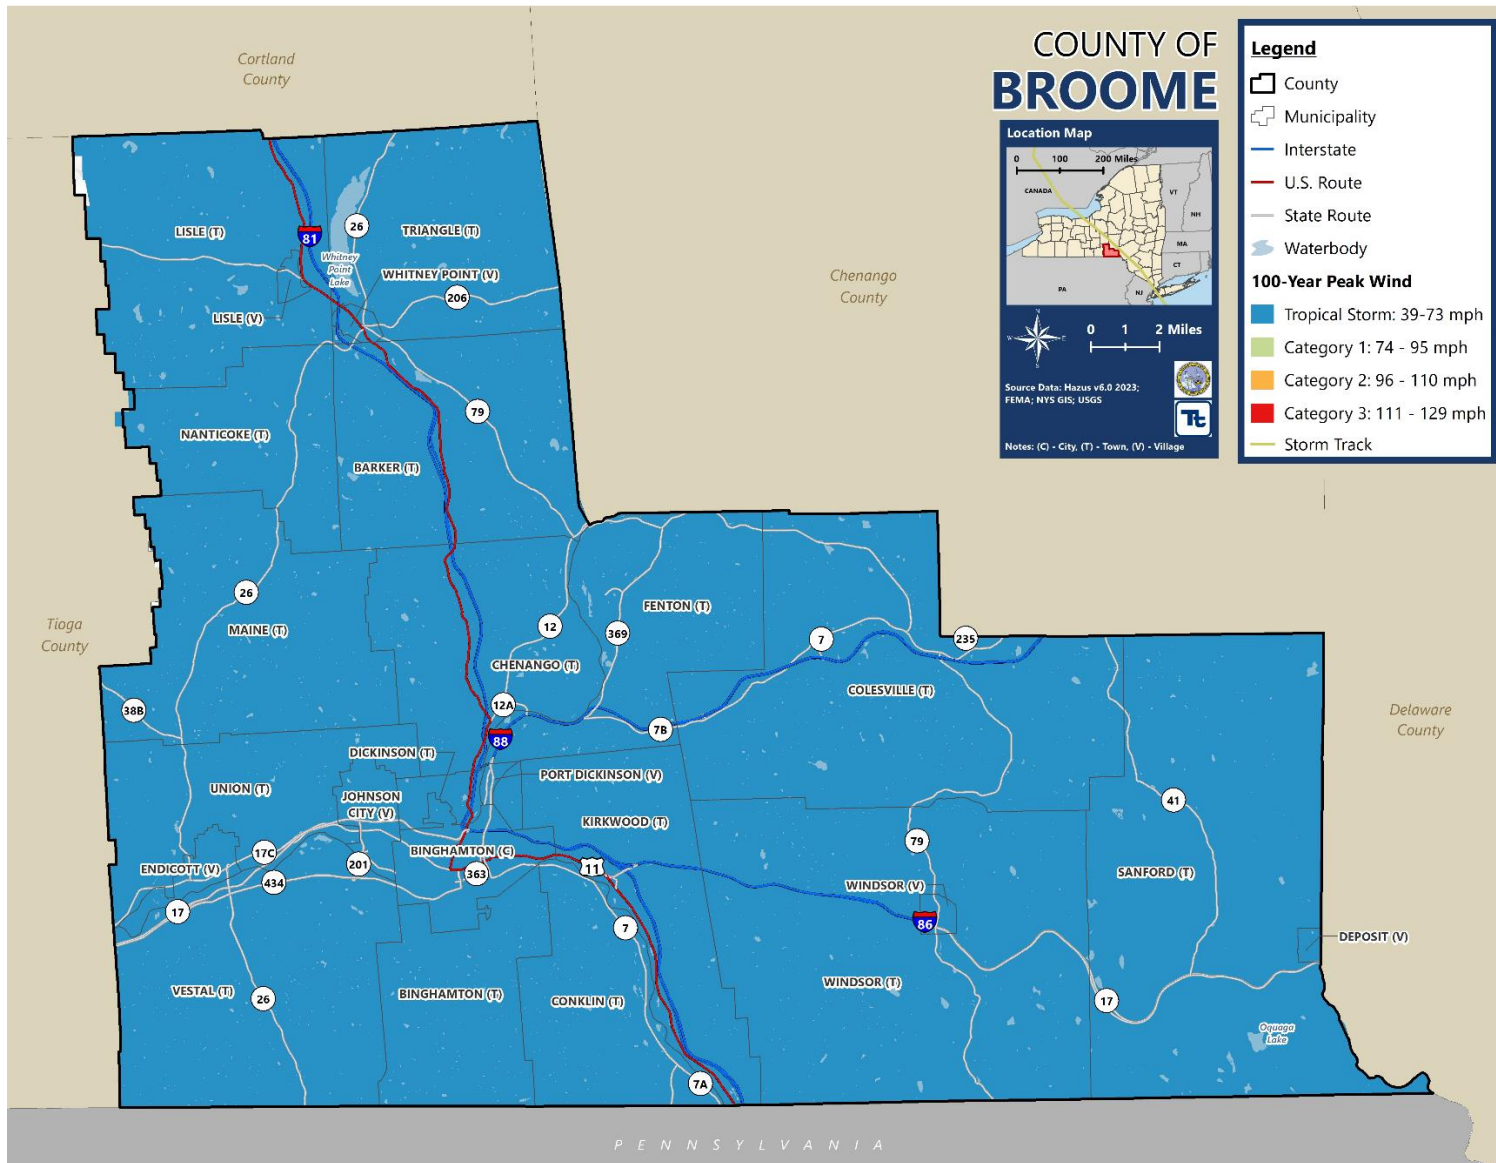 Cortland
County
COUNTY OF
BROOME
Legend
County
Municipality
Interstate
U.S. Route
State Route
Waterbody
100-Year Peak Wind
Tropical Storm: 39-73 mph
Category 1: 74 - 95 mph
Category 2: 96 - 110 mph
Category 3: 111 - 129 mph
Storm Track
Location Map
0 100 200 Miles
CANADA
VT
NH
MA
CT
PA
NJ
N
W E
S
0 1 2 Miles
Source Data: Hazus v6.0 2023;
FEMA; NYS GIS; USGS
Tt
Notes: (C) - City, (T) - Town, (V) - Village
LISLE (T)
81
26
TRIANGLE (T)
Whitney
Point
Lake
WHITNEY POINT (V)
206
LISLE (V)
Chenango
County
79
NANTICOKE (T)
BARKER (T)
26
MAINE (T)
Tioga
County
12
369
FENTON (T)
7
235
CHENANGO (T)
COLESVILLE (T)
38B
12A
7B
88
Delaware
County
DICKINSON (T)
PORT DICKINSON (V)
UNION (T)
JOHNSON
CITY (V)
KIRKWOOD (T)
41
79
17C
201
BINGHAMTON (C)
363
11
ENDICOTT (V)
434
17
WINDSOR (V)
SANFORD (T)
86
7
DEPOSIT (V)
VESTAL (T)
26
BINGHAMTON (T)
CONKLIN (T)
WINDSOR (T)
17
Oquaga
Lake
7A
PENNSYLVANIA